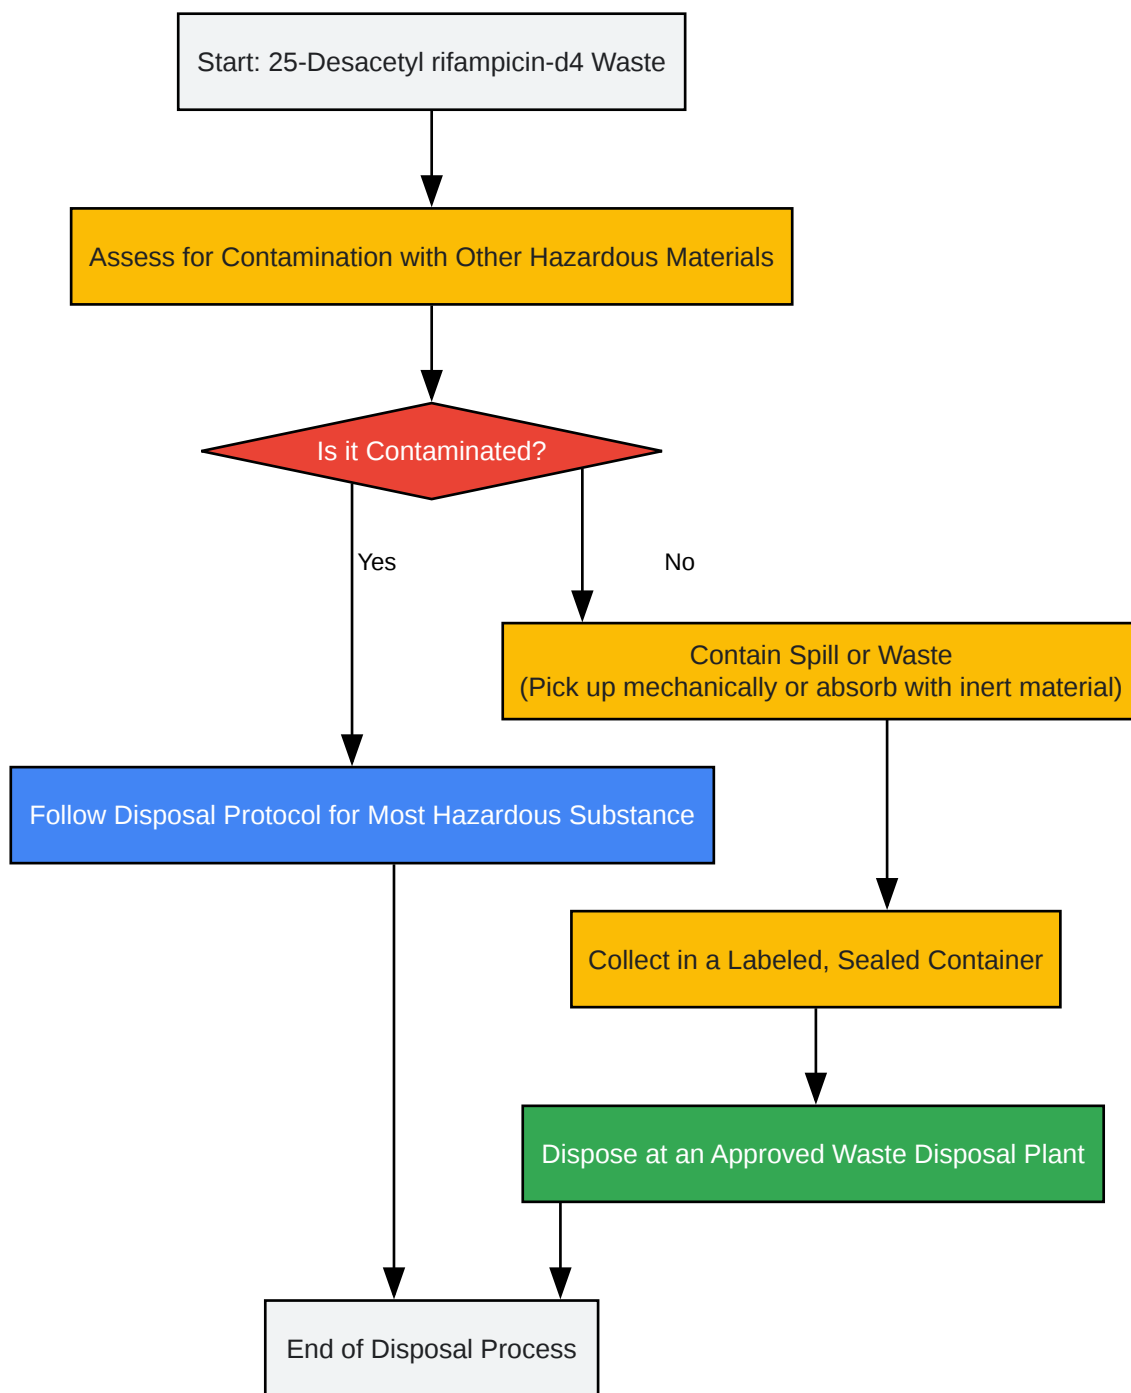 Start: 25-Desacetyl rifampicin-d4 Waste
Assess for Contamination with Other Hazardous Materials
Is it Contaminated?
Yes
No
Contain Spill or Waste
(Pick up mechanically or absorb with inert material)
Follow Disposal Protocol for Most Hazardous Substance
Collect in a Labeled, Sealed Container
Dispose at an Approved Waste Disposal Plant
End of Disposal Process